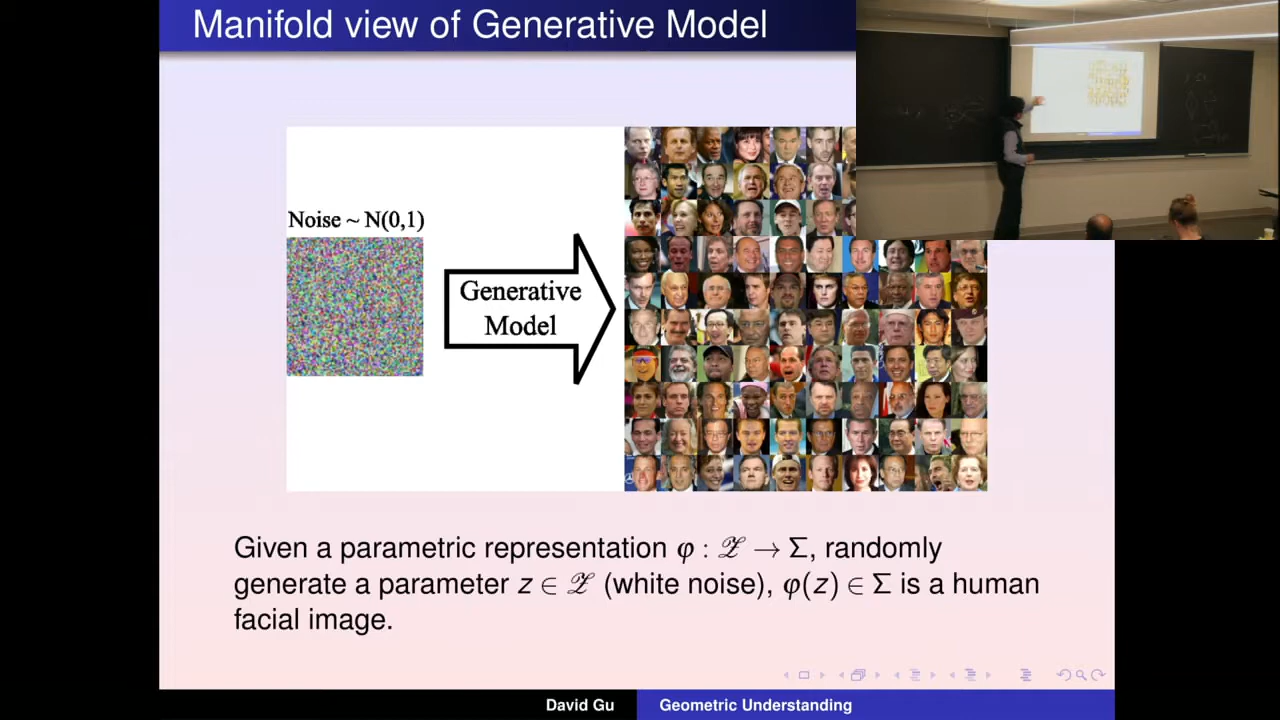 Manifold view of Generative Model
Noise ~ N(0,1)
Generative
Model
Given a parametric representation φ : 𝒵 → Σ, randomly
generate a parameter z ∈ 𝒵 (white noise), φ(z) ∈ Σ is a human
facial image.
David Gu
Geometric Understanding